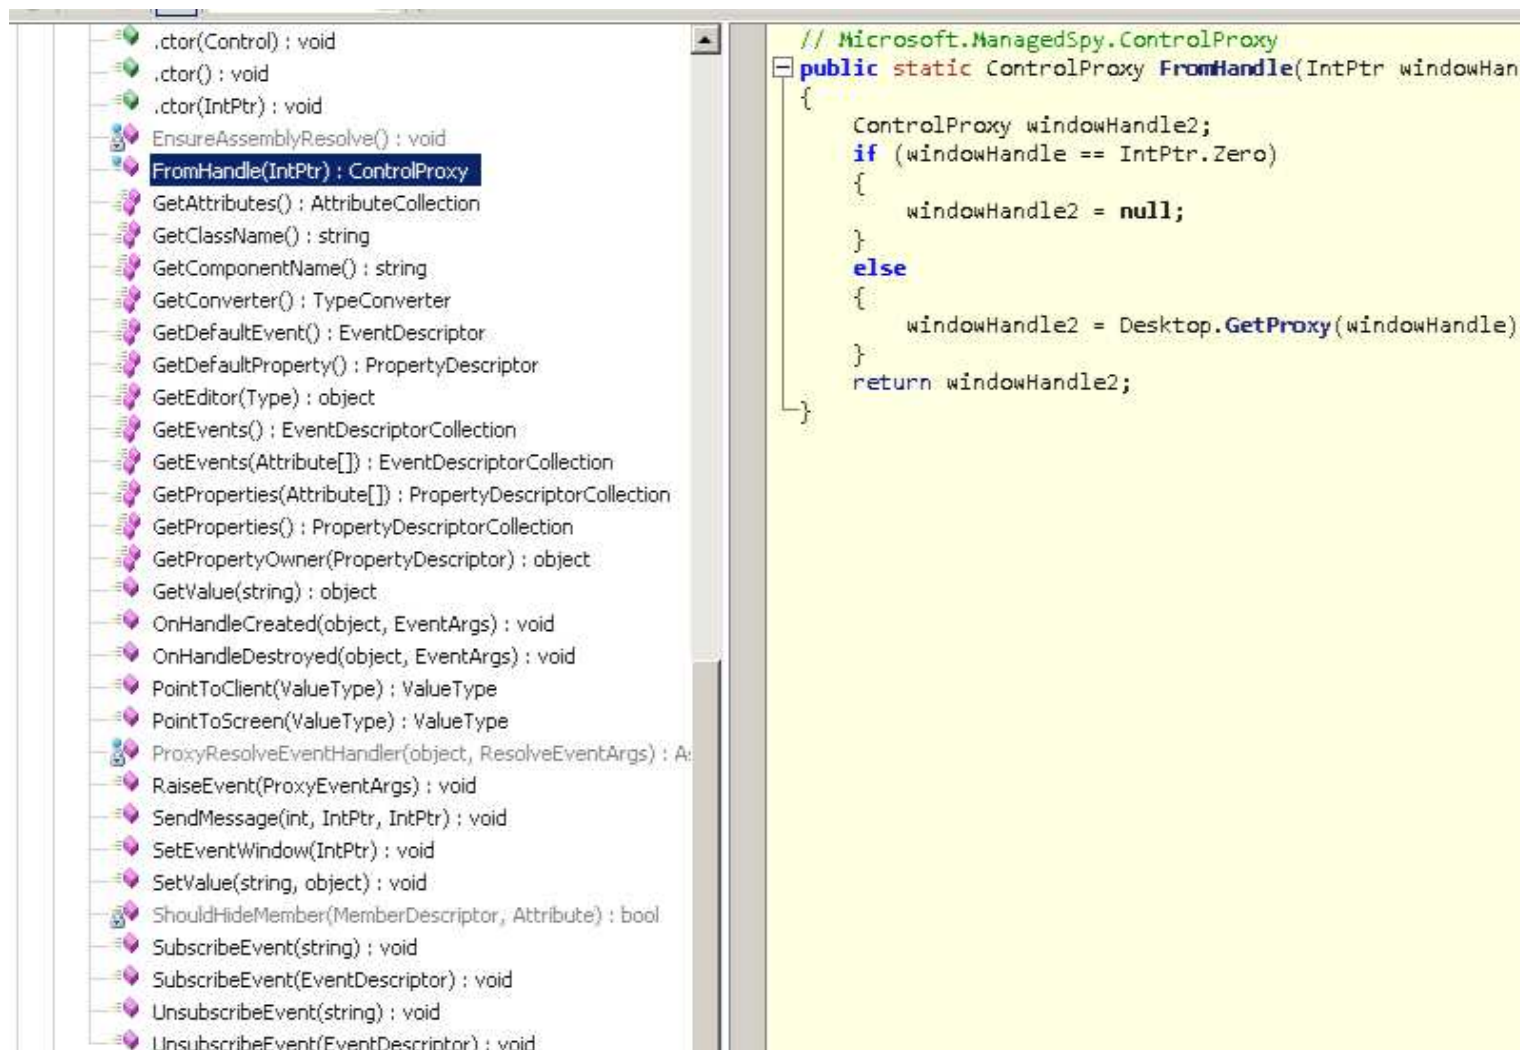 .ctor(Control) : void
.ctor() : void
.ctor(IntPtr) : void
EnsureAssemblyResolve() : void
FromHandle(IntPtr) : ControlProxy
GetAttributes() : AttributeCollection
GetClassName() : string
GetComponentName() : string
GetConverter() : TypeConverter
GetDefaultEvent() : EventDescriptor
GetDefaultProperty() : PropertyDescriptor
GetEditor(Type) : object
GetEvents() : EventDescriptorCollection
GetEvents(Attribute[]) : EventDescriptorCollection
GetProperties(Attribute[]) : PropertyDescriptorCollection
GetProperties() : PropertyDescriptorCollection
GetPropertyOwner(PropertyDescriptor) : object
GetValue(string) : object
OnHandleCreated(object, EventArgs) : void
OnHandleDestroyed(object, EventArgs) : void
PointToClient(ValueType) : ValueType
PointToScreen(ValueType) : ValueType
ProxyResolveEventHandler(object, ResolveEventArgs) : As
RaiseEvent(ProxyEventArgs) : void
SendMessage(int, IntPtr, IntPtr) : void
SetEventWindow(IntPtr) : void
SetValue(string, object) : void
ShouldHideMember(MemberDescriptor, Attribute) : bool
SubscribeEvent(string) : void
SubscribeEvent(EventDescriptor) : void
UnsubscribeEvent(string) : void
UnsubscribeEvent(EventDescriptor) : void
// Microsoft.ManagedSpy.ControlProxy
public static ControlProxy FromHandle(IntPtr windowHan
{
ControlProxy windowHandle2;
if (windowHandle == IntPtr.Zero)
{
windowHandle2 = null;
}
else
{
windowHandle2 = Desktop.GetProxy(windowHandle)
}
return windowHandle2;
}